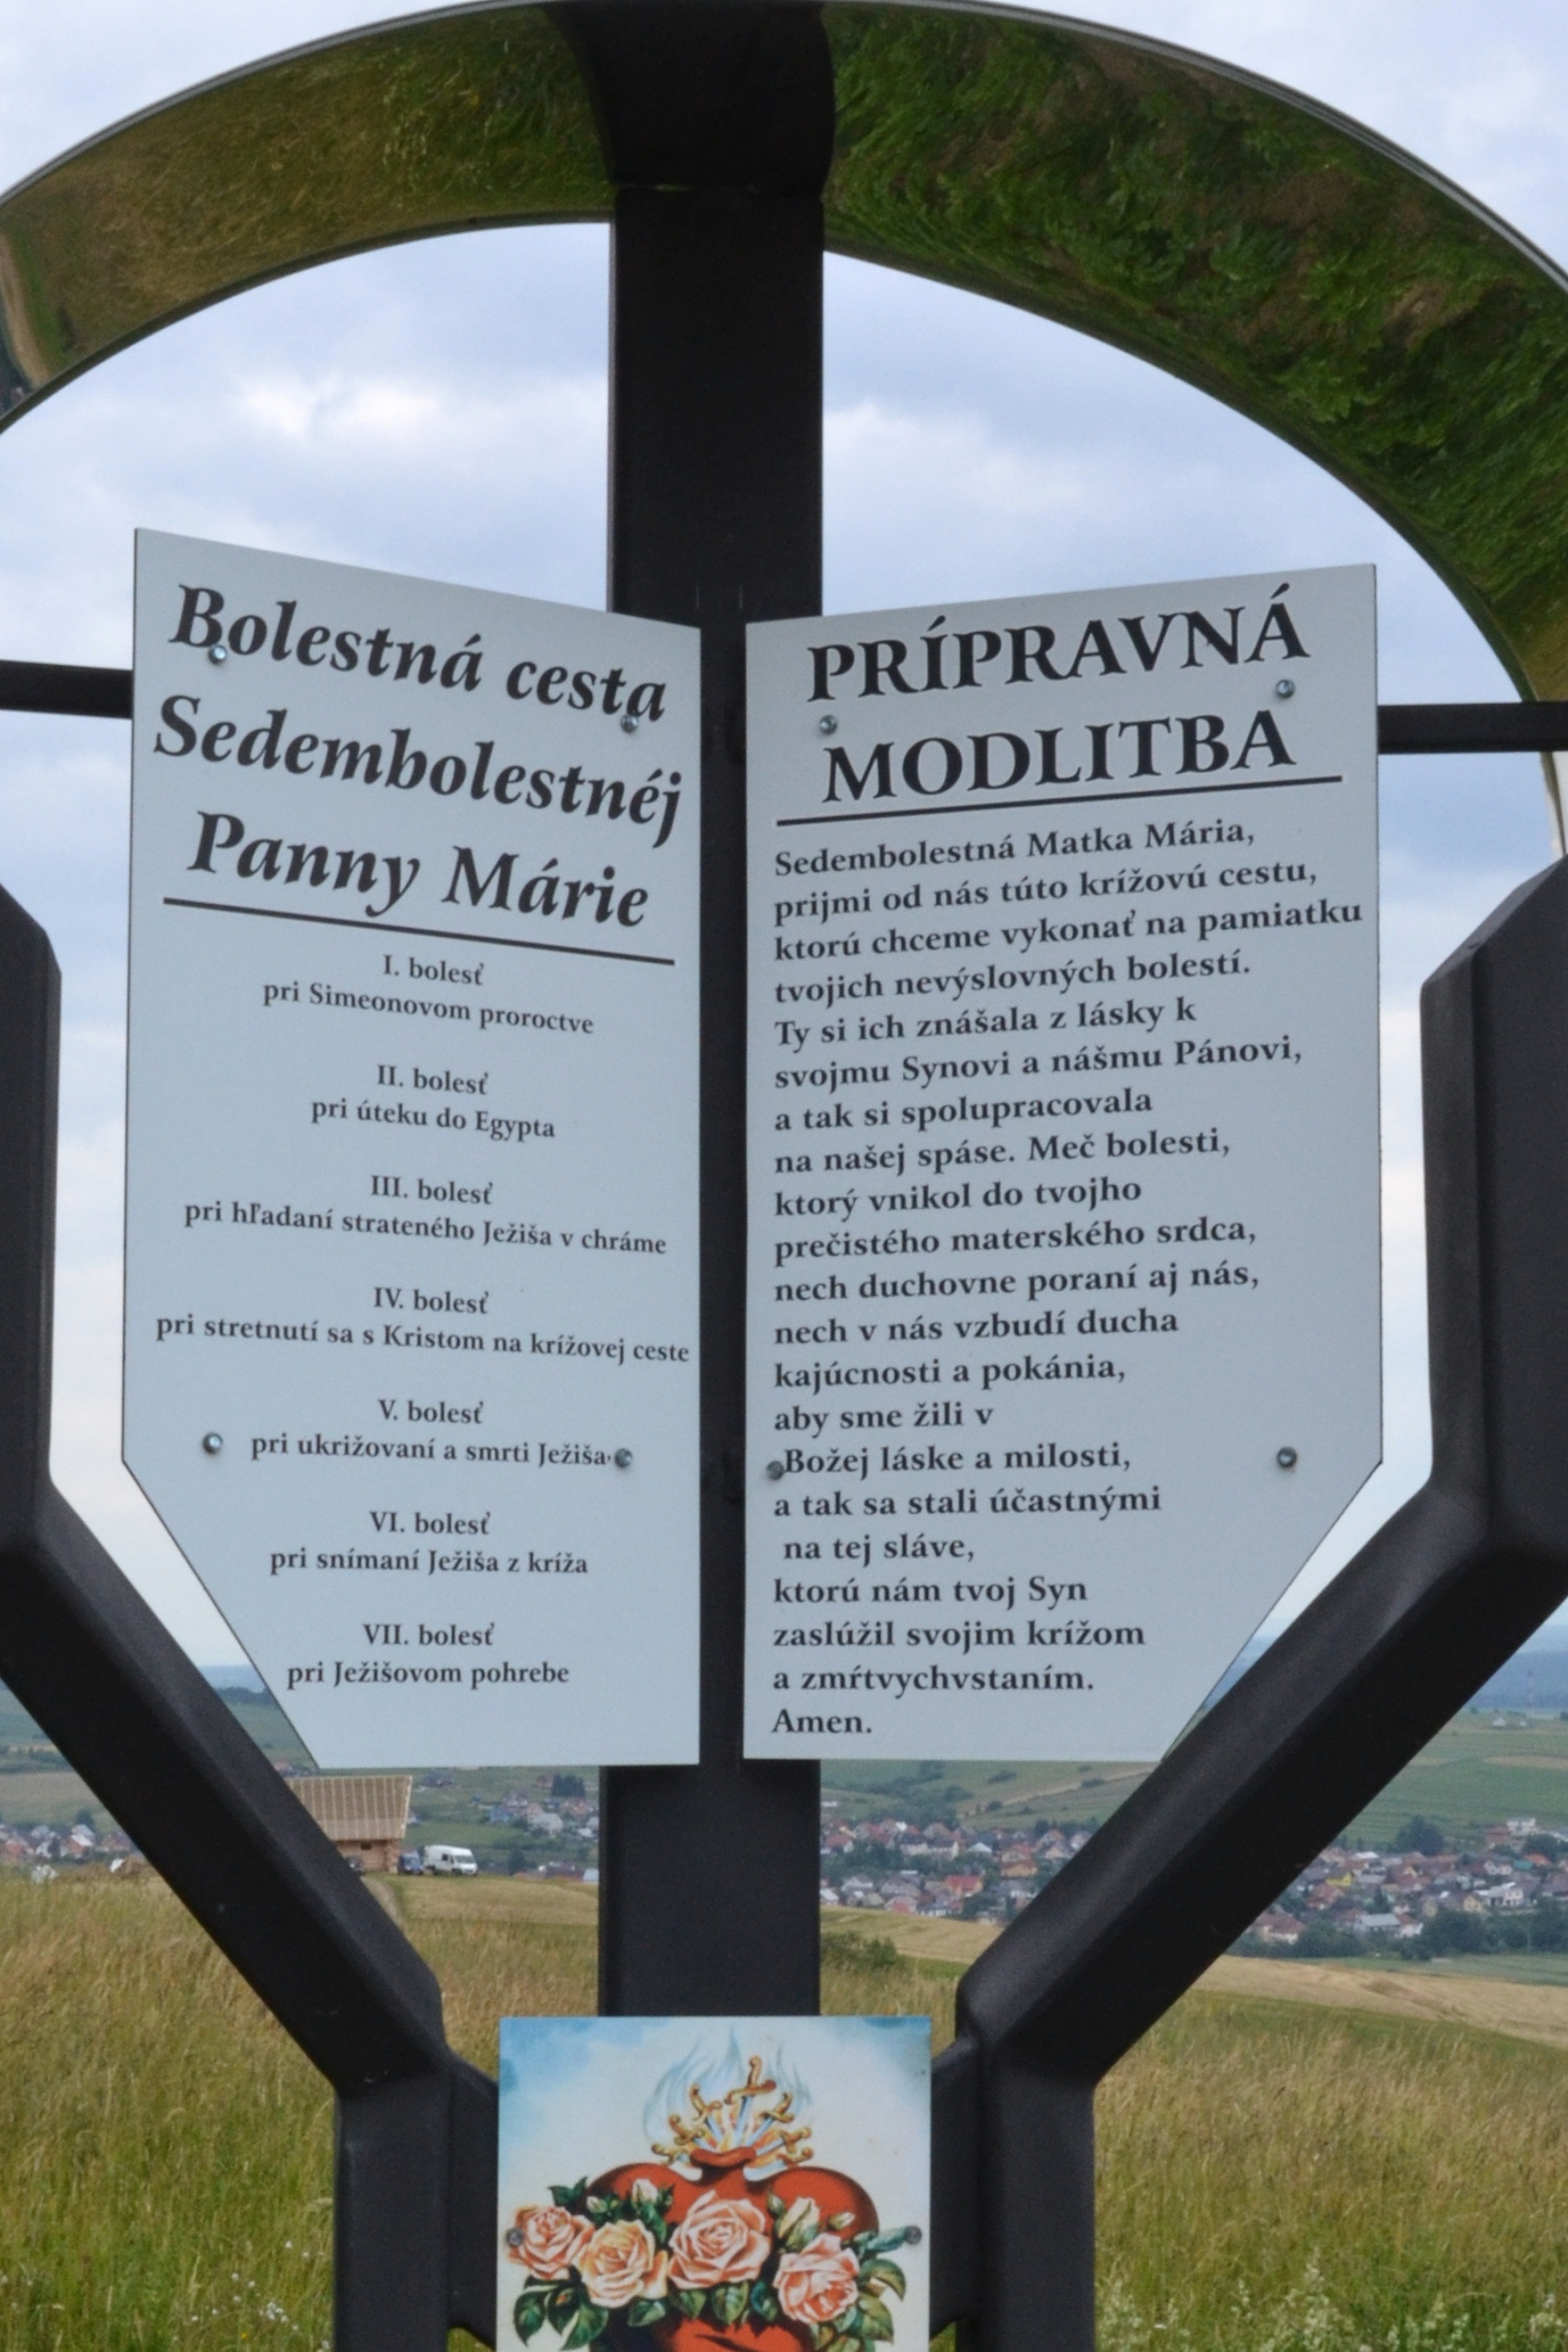 Bolestná cesta
Sedembolestnéj
Panny Márie
I. bolesť
pri Simeonovom proroctve
II. bolesť
pri úteku do Egypta
III. bolesť
pri hľadaní strateného Ježiša v chráme
IV. bolesť
pri stretnutí sa s Kristom na krížovej ceste
V. bolesť
pri ukrižovaní a smrti Ježiša
VI. bolesť
pri snímaní Ježiša z kríža
VII. bolesť
pri Ježišovom pohrebe
PRÍPRAVNÁ
MODLITBA
Sedembolestná Matka Mária,
prijmi od nás túto krížovú cestu,
ktorú chceme vykonať na pamiatku
tvojich nevýslovných bolestí.
Ty si ich znášala z lásky k
svojmu Synovi a nášmu Pánovi,
a tak si spolupracovala
na našej spáse. Meč bolesti,
ktorý vnikol do tvojho
prečistého materského srdca,
nech duchovne poraní aj nás,
nech v nás vzbudí ducha
kajúcnosti a pokánia,
aby sme žili v
Božej láske a milosti,
a tak sa stali účastnými
na tej sláve,
ktorú nám tvoj Syn
zaslúžil svojim krížom
a zmŕtvychvstaním.
Amen.